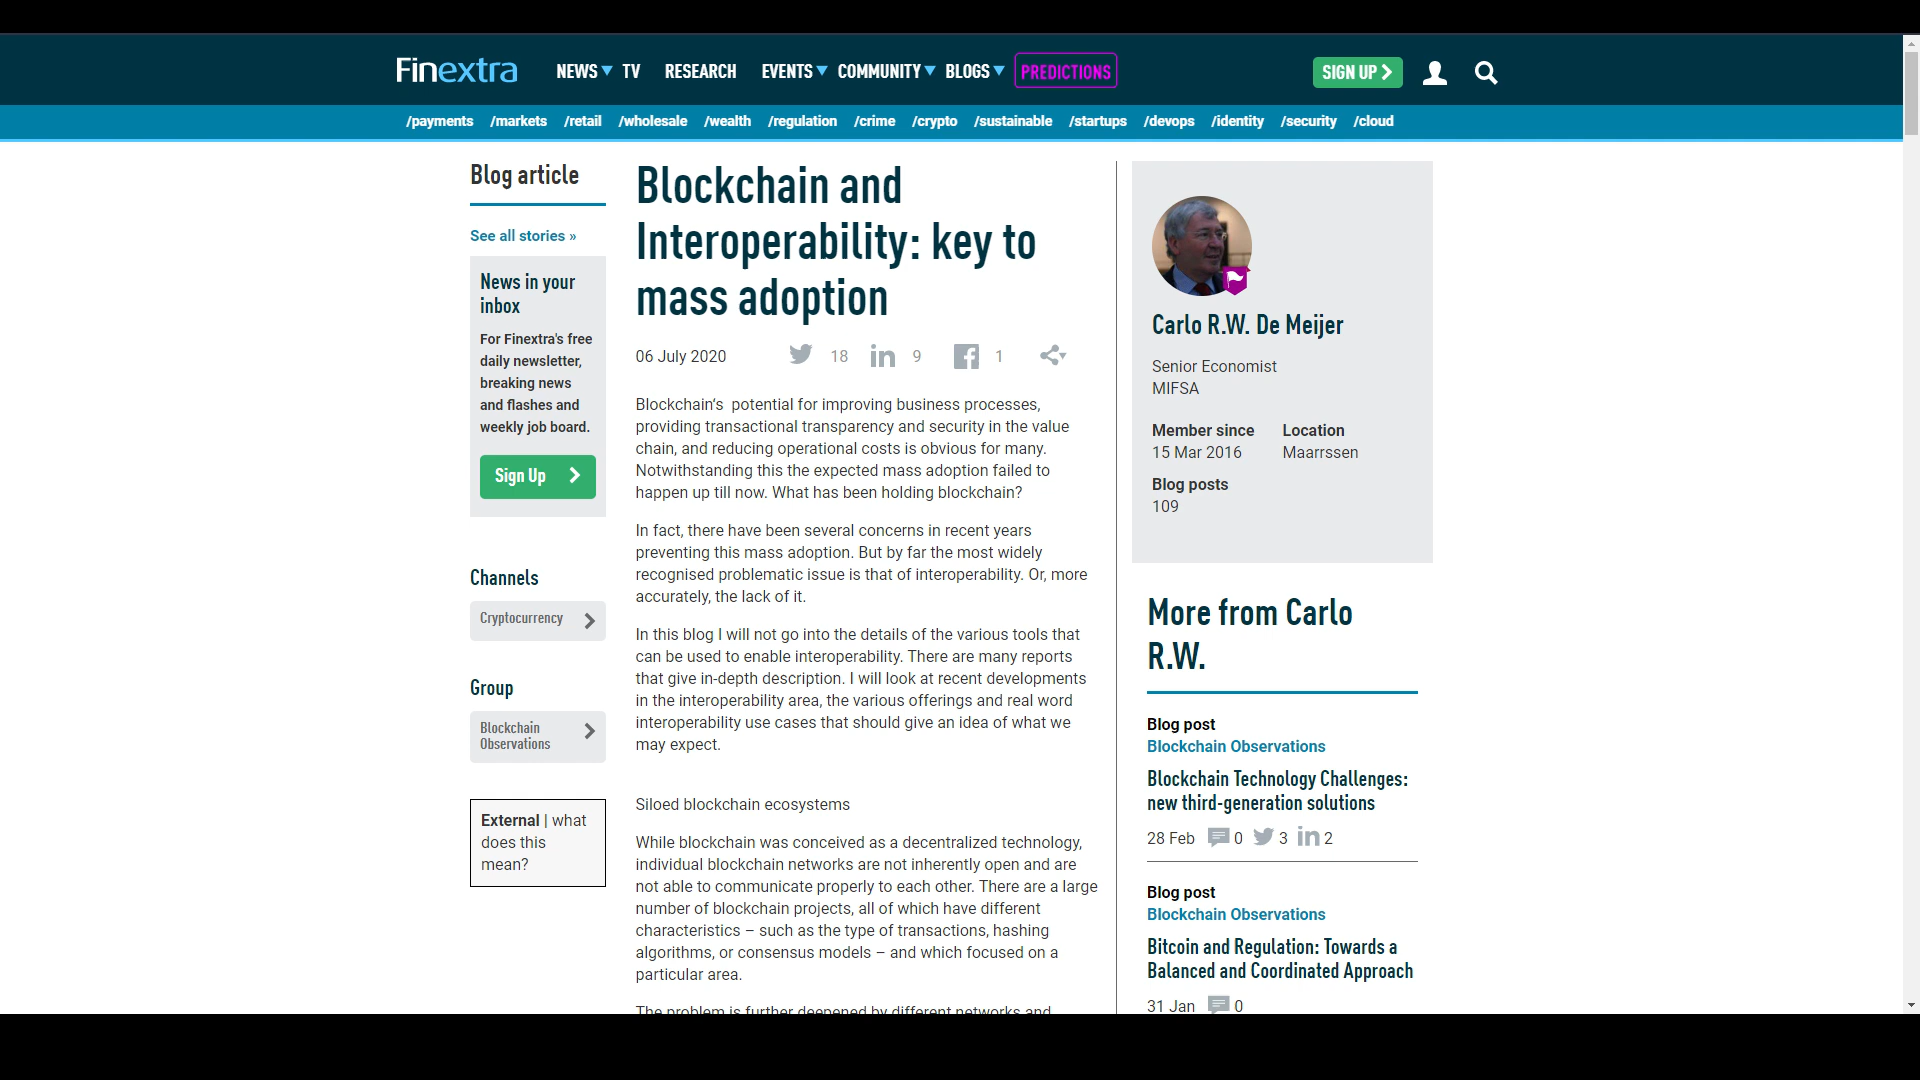 Finextra
NEWS TV RESEARCH EVENTS COMMUNITY BLOGS PREDICTIONS
SIGN UP
/payments /markets /retail /wholesale /wealth /regulation /crime /crypto /sustainable /startups /devops /identity /security /cloud
Blog article
See all stories »
News in your
inbox
For Finextra's free
daily newsletter,
breaking news
and flashes and
weekly job board.
Sign Up
Channels
Cryptocurrency
Group
Blockchain
Observations
External | what
does this
mean?
Blockchain and
Interoperability: key to
mass adoption
06 July 2020 18 9 1
Blockchain's  potential for improving business processes,
providing transactional transparency and security in the value
chain, and reducing operational costs is obvious for many.
Notwithstanding this the expected mass adoption failed to
happen up till now. What has been holding blockchain?
In fact, there have been several concerns in recent years
preventing this mass adoption. But by far the most widely
recognised problematic issue is that of interoperability. Or, more
accurately, the lack of it.
In this blog I will not go into the details of the various tools that
can be used to enable interoperability. There are many reports
that give in-depth description. I will look at recent developments
in the interoperability area, the various offerings and real word
interoperability use cases that should give an idea of what we
may expect.
Siloed blockchain ecosystems
While blockchain was conceived as a decentralized technology,
individual blockchain networks are not inherently open and are
not able to communicate properly to each other. There are a large
number of blockchain projects, all of which have different
characteristics – such as the type of transactions, hashing
algorithms, or consensus models – and which focused on a
particular area.
The problem is further deepened by different networks and
Carlo R.W. De Meijer
Senior Economist
MIFSA
Member since Location
15 Mar 2016 Maarrssen
Blog posts
109
More from Carlo
R.W.
Blog post
Blockchain Observations
Blockchain Technology Challenges:
new third-generation solutions
28 Feb 0 3 2
Blog post
Blockchain Observations
Bitcoin and Regulation: Towards a
Balanced and Coordinated Approach
31 Jan 0